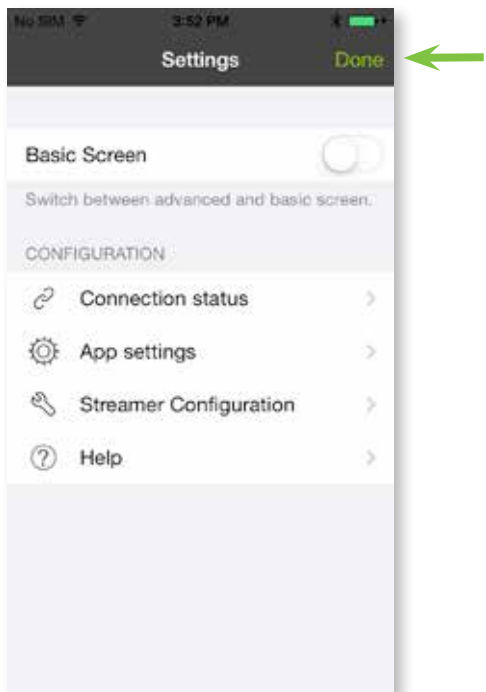 No SIM 3:52 PM
Settings Done
Basic Screen
Switch between advanced and basic screen.
CONFIGURATION
Connection status
App settings
Streamer Configuration
? Help